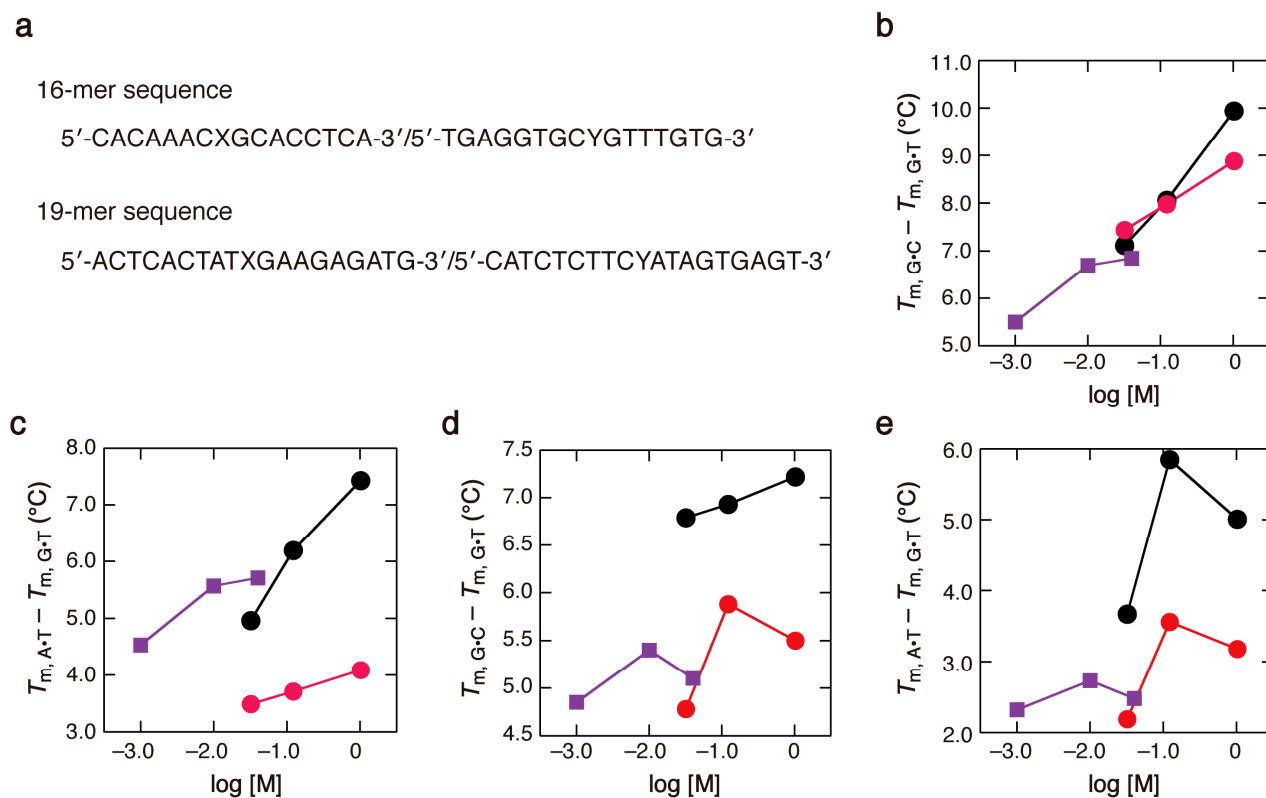 a
16-mer sequence
5′-CACAAACXGCACCTCA-3′/5′-TGAGGTGCYGTTTGTG-3′
19-mer sequence
5′-ACTCACTATXGAAGAGATG-3′/5′-CATCTCTTCYATAGTGAGT-3′
b
Tm, G•C – Tm, G•T (°C)
11.0
10.0
9.0
8.0
7.0
6.0
5.0
–3.0 –2.0 –1.0 0
log [M]
c
Tm, A•T – Tm, G•T (°C)
8.0
7.0
6.0
5.0
4.0
3.0
–3.0 –2.0 –1.0 0
log [M]
d
Tm, G•C – Tm, G•T (°C)
7.5
7.0
6.5
6.0
5.5
5.0
4.5
–3.0 –2.0 –1.0 0
log [M]
e
Tm, A•T – Tm, G•T (°C)
6.0
5.0
4.0
3.0
2.0
–3.0 –2.0 –1.0 0
log [M]